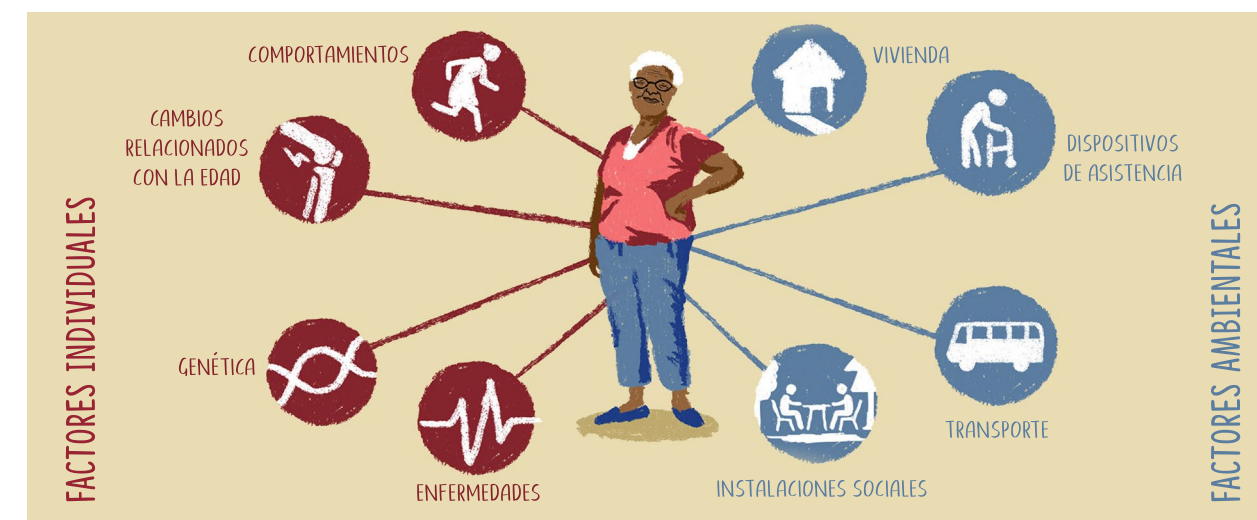 FACTORES INDIVIDUALES
COMPORTAMIENTOS
CAMBIOS
RELACIONADOS
CON LA EDAD
GENÉTICA
ENFERMEDADES
VIVIENDA
DISPOSITIVOS
DE ASISTENCIA
TRANSPORTE
INSTALACIONES SOCIALES
FACTORES AMBIENTALES